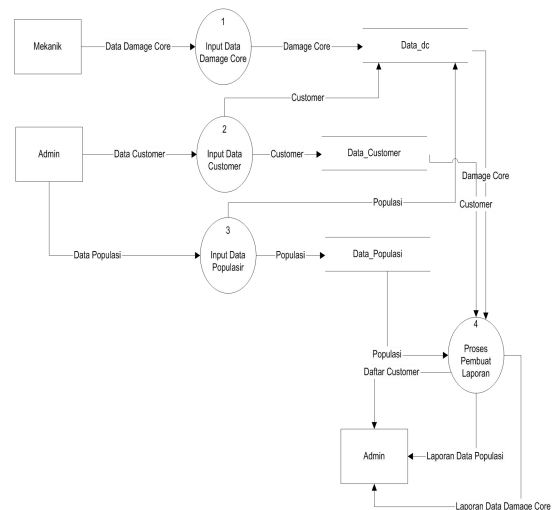 1
Mekanik
Data Damage Core
Input Data
Damage Core
Damage Core
Data_dc
Customer
2
Admin
Data Customer
Input Data
Customer
Customer
Data_Customer
Damage Core
Populasi
Customer
3
Data Populasi
Input Data
Populasir
Populasi
Data_Populasi
4
Proses
Pembuat
Laporan
Populasi
Daftar Customer
Admin
Laporan Data Populasi
Laporan Data Damage Core